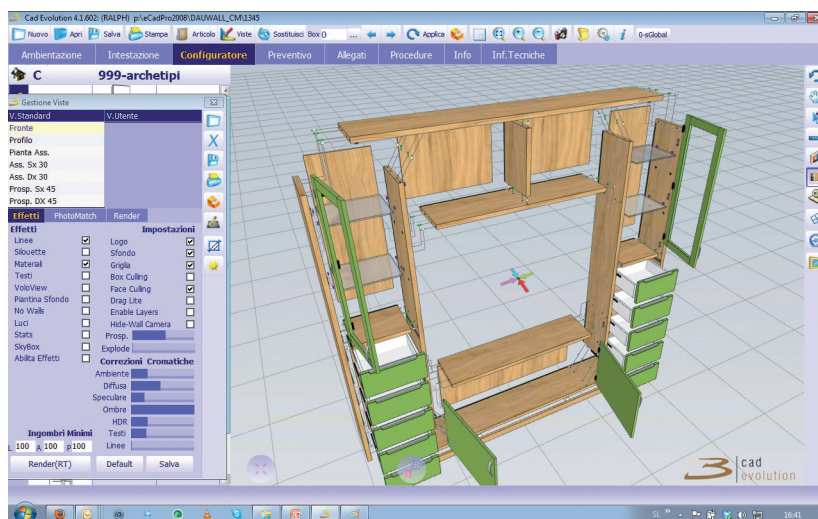 Cad Evolution 4.1.602: (RALPH) p:\eCadPro2008\DAUWALL_CM\1345
Nuovo Apri Salva Stampa Articolo Viste Sostituisci Box () ... Applica 0-sGlobal
Ambientazione Intestazione Configuratore Preventivo Allegati Procedure Info Inf.Tecniche
C 999-archetipi
Gestione Viste
V.Standard V.Utente
Fronte
Profilo
Pianta Ass.
Ass. Sx 30
Ass. Dx 30
Prosp. Sx 45
Prosp. DX 45
Effetti PhotoMatch Render
Effetti Impostazioni
Linee Logo
Silouette Sfondo
Materiali Griglia
Testi Box Culling
VoloView Face Culling
Piantina Sfondo Drag Lite
No Walls Enable Layers
Luci Hide-Wall Camera
Stats Prosp.
SkyBox Explode
Abilita Effetti Correzioni Cromatiche
Ambiente
Diffusa
Speculare
Ombre
HDR
Ingombri Minimi Testi
L 100 A 100 P 100 Linee
Render(RT) Default Salva
3 cad evolution
SL 16:41